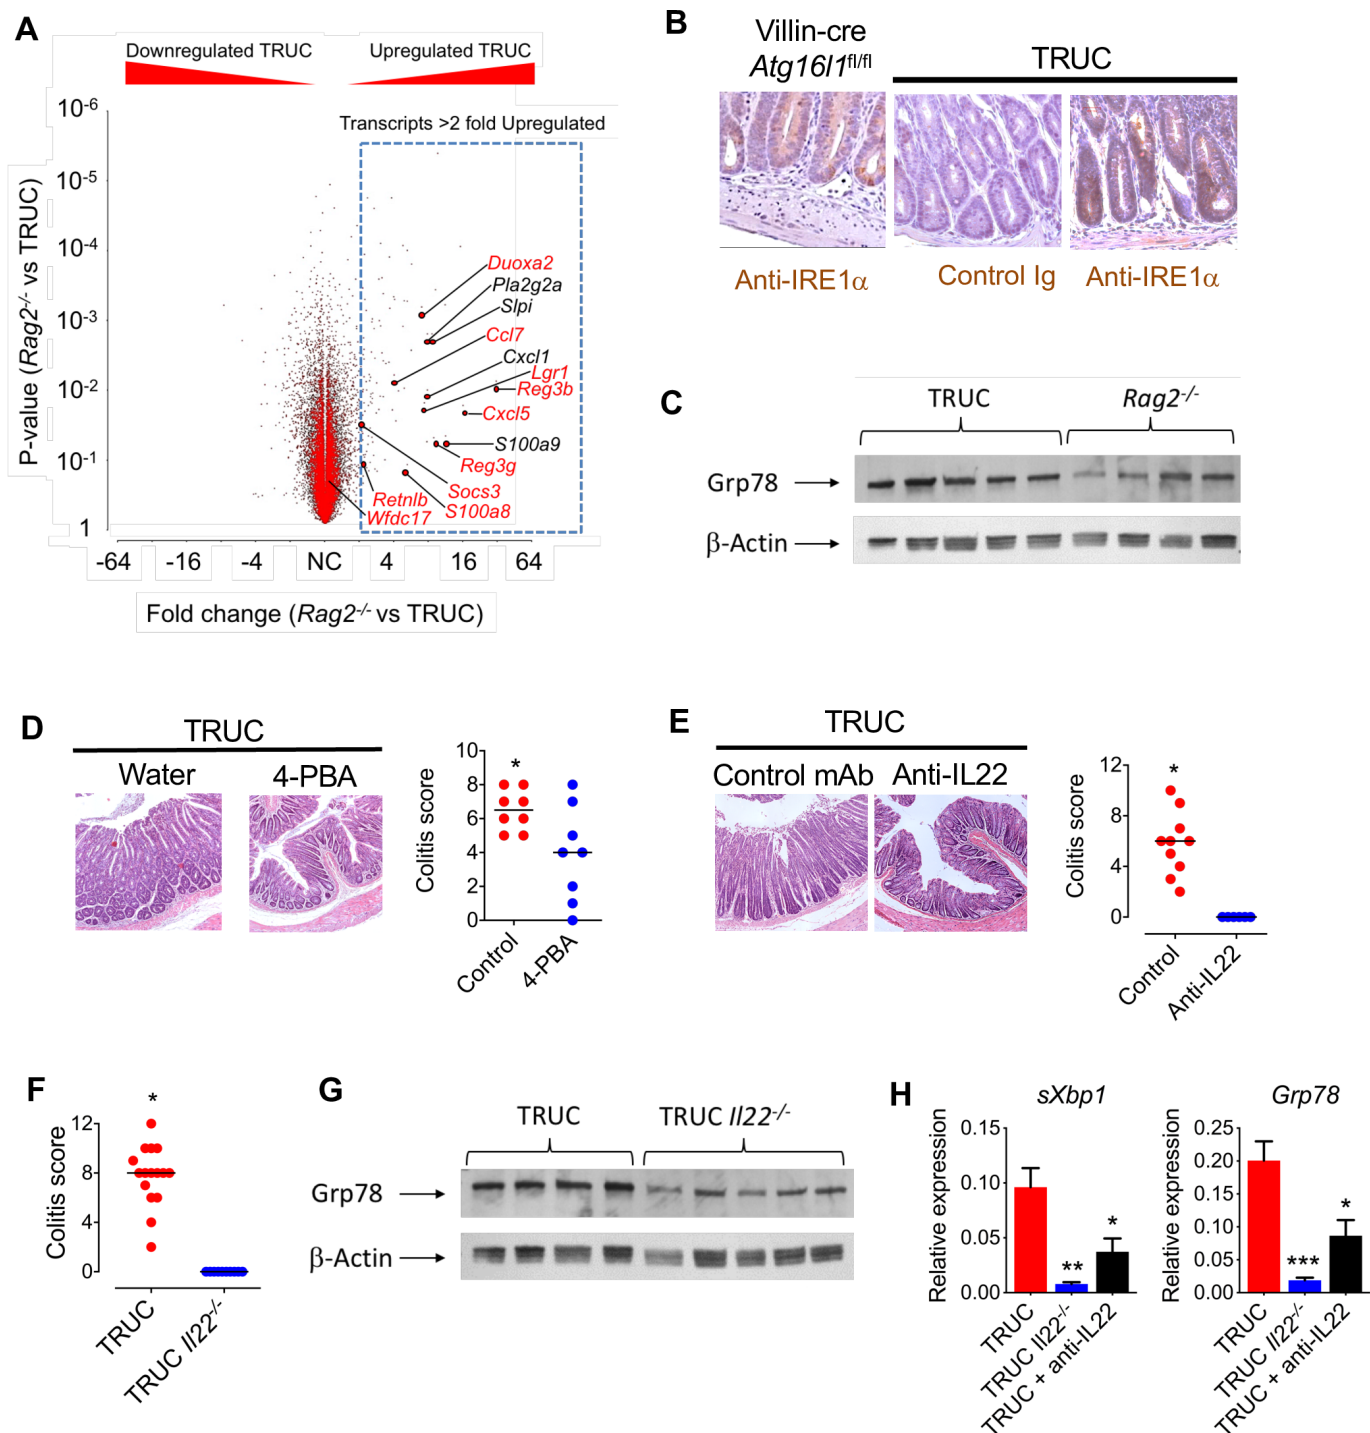 A
Downregulated TRUC
Upregulated TRUC
Transcripts >2 fold Upregulated
P-value (Rag2-/- vs TRUC)
10-6
10-5
10-4
10-3
10-2
10-1
1
Duoxa2
Pla2g2a
Slpi
Ccl7
Cxcl1
Lgr1
Reg3b
Cxcl5
S100a9
Reg3g
Socs3
Retnlb
S100a8
Wfdc17
-64 -16 -4 NC 4 16 64
Fold change (Rag2-/- vs TRUC)
B
Villin-cre
Atg16l1fl/fl
TRUC
Anti-IRE1α
Control Ig
Anti-IRE1α
C
TRUC
Rag2-/-
Grp78
β-Actin
D
TRUC
Water
4-PBA
Colitis score
10
8
6
4
2
0
*
Control
4-PBA
E
TRUC
Control mAb
Anti-IL22
Colitis score
12
8
4
0
*
Control
Anti-IL22
F
Colitis score
12
8
4
0
*
TRUC
TRUC Il22-/-
G
TRUC
TRUC Il22-/-
Grp78
β-Actin
H
sXbp1
Relative expression
0.15
0.10
0.05
0.00
**
*
TRUC
TRUC Il22-/-
TRUC + anti-IL22
Grp78
Relative expression
0.25
0.20
0.15
0.10
0.05
0.00
***
*
TRUC
TRUC Il22-/-
TRUC + anti-IL22